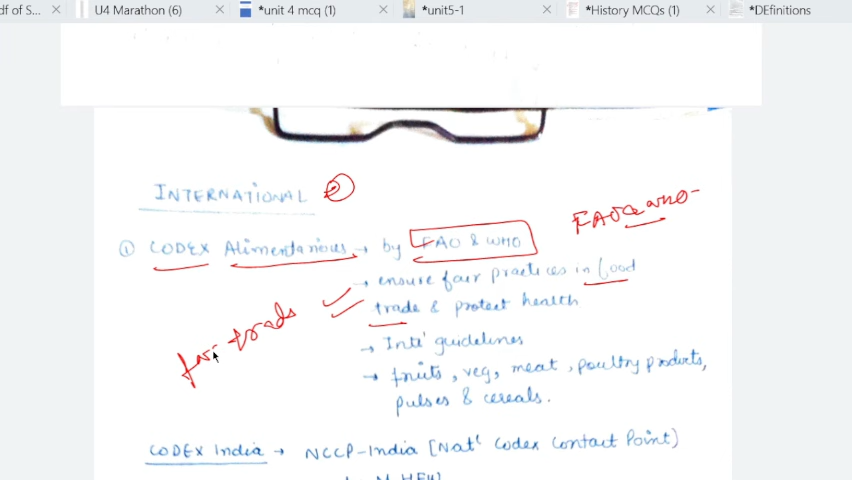 df of S...
U4 Marathon (6)
*unit 4 mcq (1)
*unit5-1
*History MCQs (1)
*DEfinitions
INTERNATIONAL
FAO & WHO
① CODEX Alimentarious → by FAO & WHO
→ ensure fair practices in food
trade & protect health
fair trade
→ Intl guidelines
→ fruits, veg, meat, poultry products,
pulses & cereals.
CODEX India → NCCP-India [Natl Codex Contact Point)